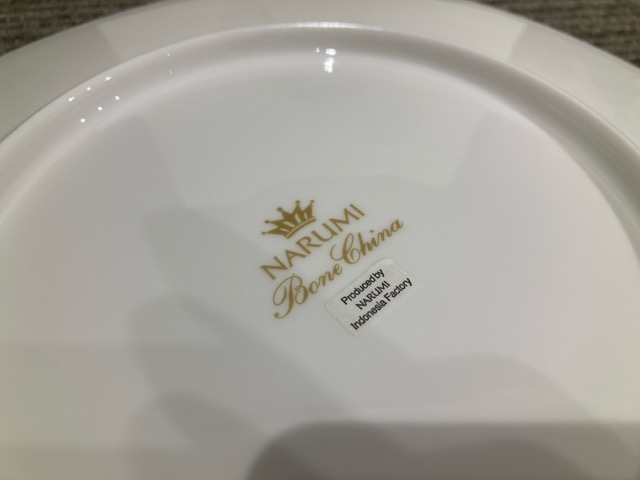 NARUMI
Bone China
Produced by
NARUMI
Indonesia Factory